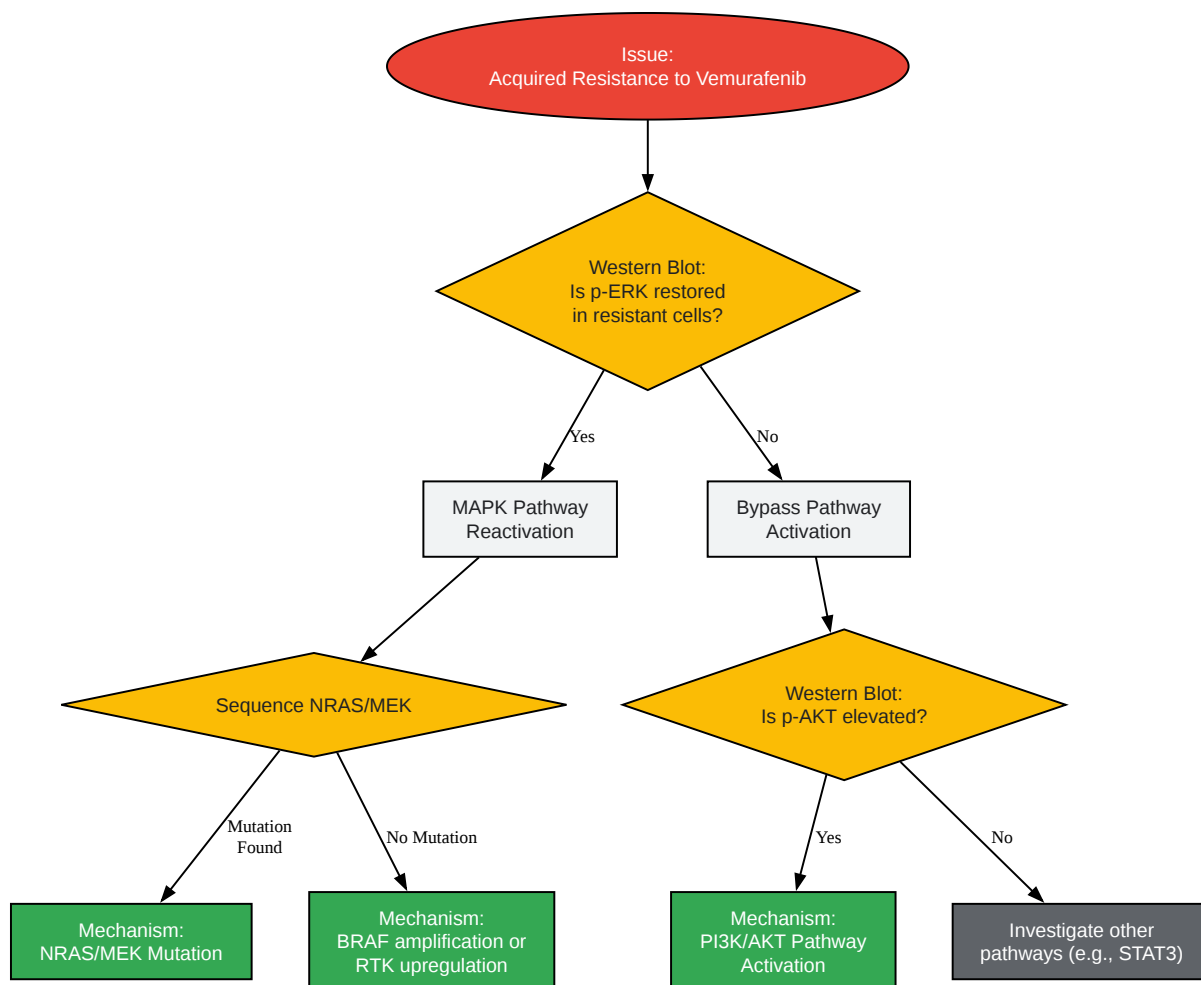 Issue:
Acquired Resistance to Vemurafenib
Western Blot:
Is p-ERK restored
in resistant cells?
Yes
No
MAPK Pathway
Reactivation
Bypass Pathway
Activation
Sequence NRAS/MEK
Western Blot:
Is p-AKT elevated?
Mutation
Found
No Mutation
Yes
No
Mechanism:
NRAS/MEK Mutation
Mechanism:
BRAF amplification or
RTK upregulation
Mechanism:
PI3K/AKT Pathway
Activation
Investigate other
pathways (e.g., STAT3)